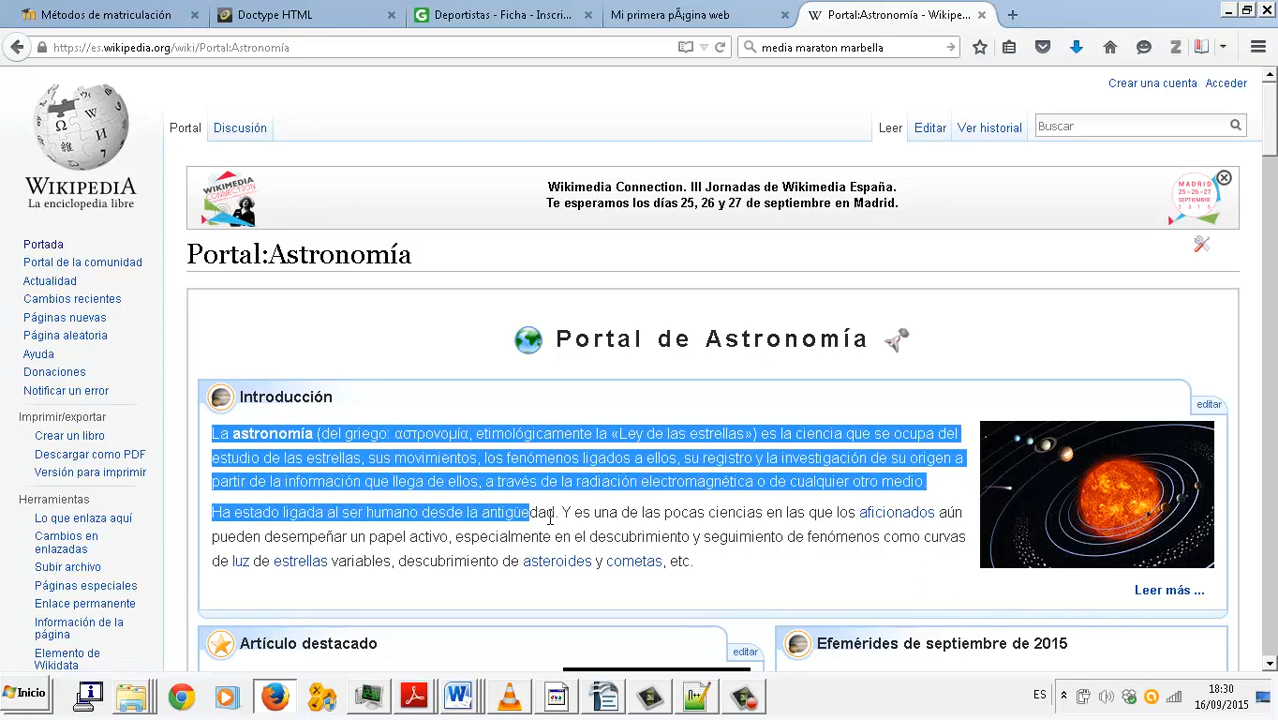 Métodos de matriculación
Doctype HTML
Deportistas - Ficha - Inscri...
Mi primera pÃ¡gina web
Portal:Astronomía - Wikipe...
https://es.wikipedia.org/wiki/Portal:Astronomía
media maraton marbella
Crear una cuenta Acceder
Portal Discusión Leer Editar Ver historial Buscar
WIKIPEDIA
La enciclopedia libre
WIKIMEDIA
CONNECTION
Wikimedia Connection. III Jornadas de Wikimedia España.
Te esperamos los días 25, 26 y 27 de septiembre en Madrid.
MADRID
25-26-27
SEPTIEMBRE
2015
Portal:Astronomía
Portada
Portal de la comunidad
Actualidad
Cambios recientes
Páginas nuevas
Página aleatoria
Ayuda
Donaciones
Notificar un error
Imprimir/exportar
Crear un libro
Descargar como PDF
Versión para imprimir
Herramientas
Lo que enlaza aquí
Cambios en
enlazadas
Subir archivo
Páginas especiales
Enlace permanente
Información de la
página
Elemento de
Wikidata
Portal de Astronomía
Introducción
editar
La astronomía (del griego: αστρονομία, etimológicamente la «Ley de las estrellas») es la ciencia que se ocupa del
estudio de las estrellas, sus movimientos, los fenómenos ligados a ellos, su registro y la investigación de su origen a
partir de la información que llega de ellos, a través de la radiación electromagnética o de cualquier otro medio.
Ha estado ligada al ser humano desde la antigüedad. Y es una de las pocas ciencias en las que los aficionados aún
pueden desempeñar un papel activo, especialmente en el descubrimiento y seguimiento de fenómenos como curvas
de luz de estrellas variables, descubrimiento de asteroides y cometas, etc.
Leer más ...
Artículo destacado
editar
Efemérides de septiembre de 2015
Inicio
ES
18:30
16/09/2015